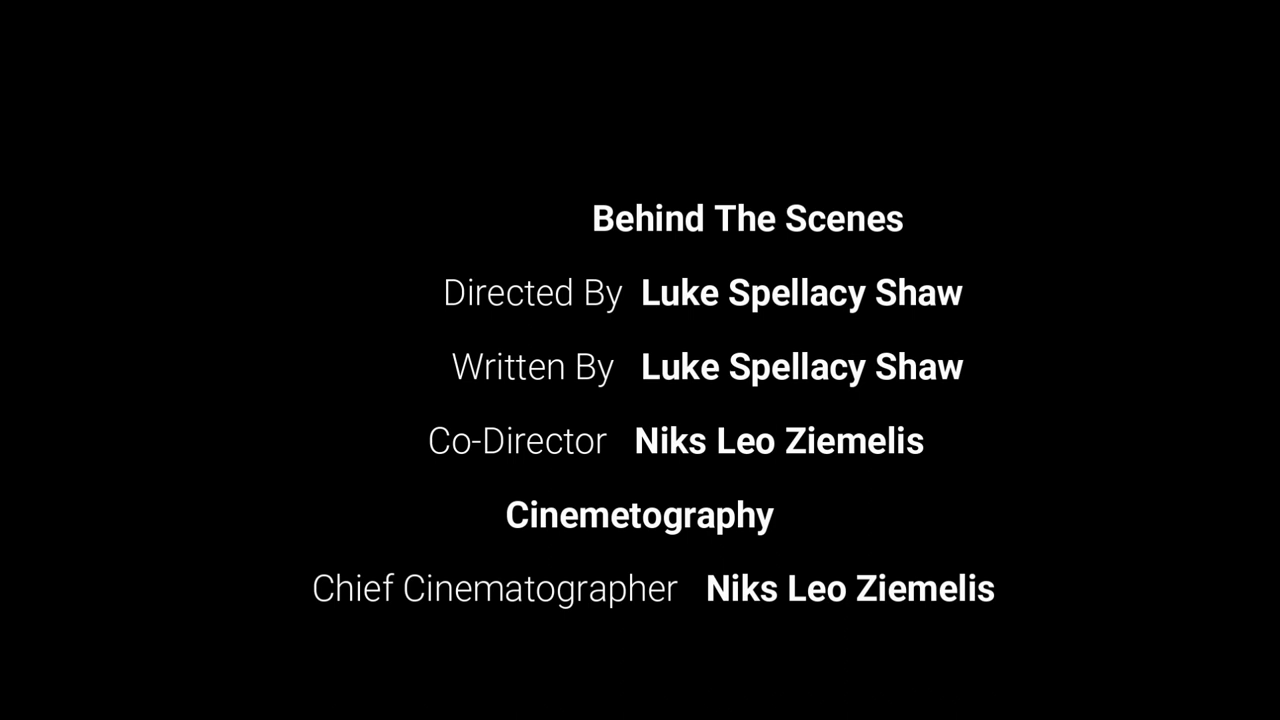 Behind The Scenes
Directed By Luke Spellacy Shaw
Written By Luke Spellacy Shaw
Co-Director Niks Leo Ziemelis
Cinemetography
Chief Cinematographer Niks Leo Ziemelis